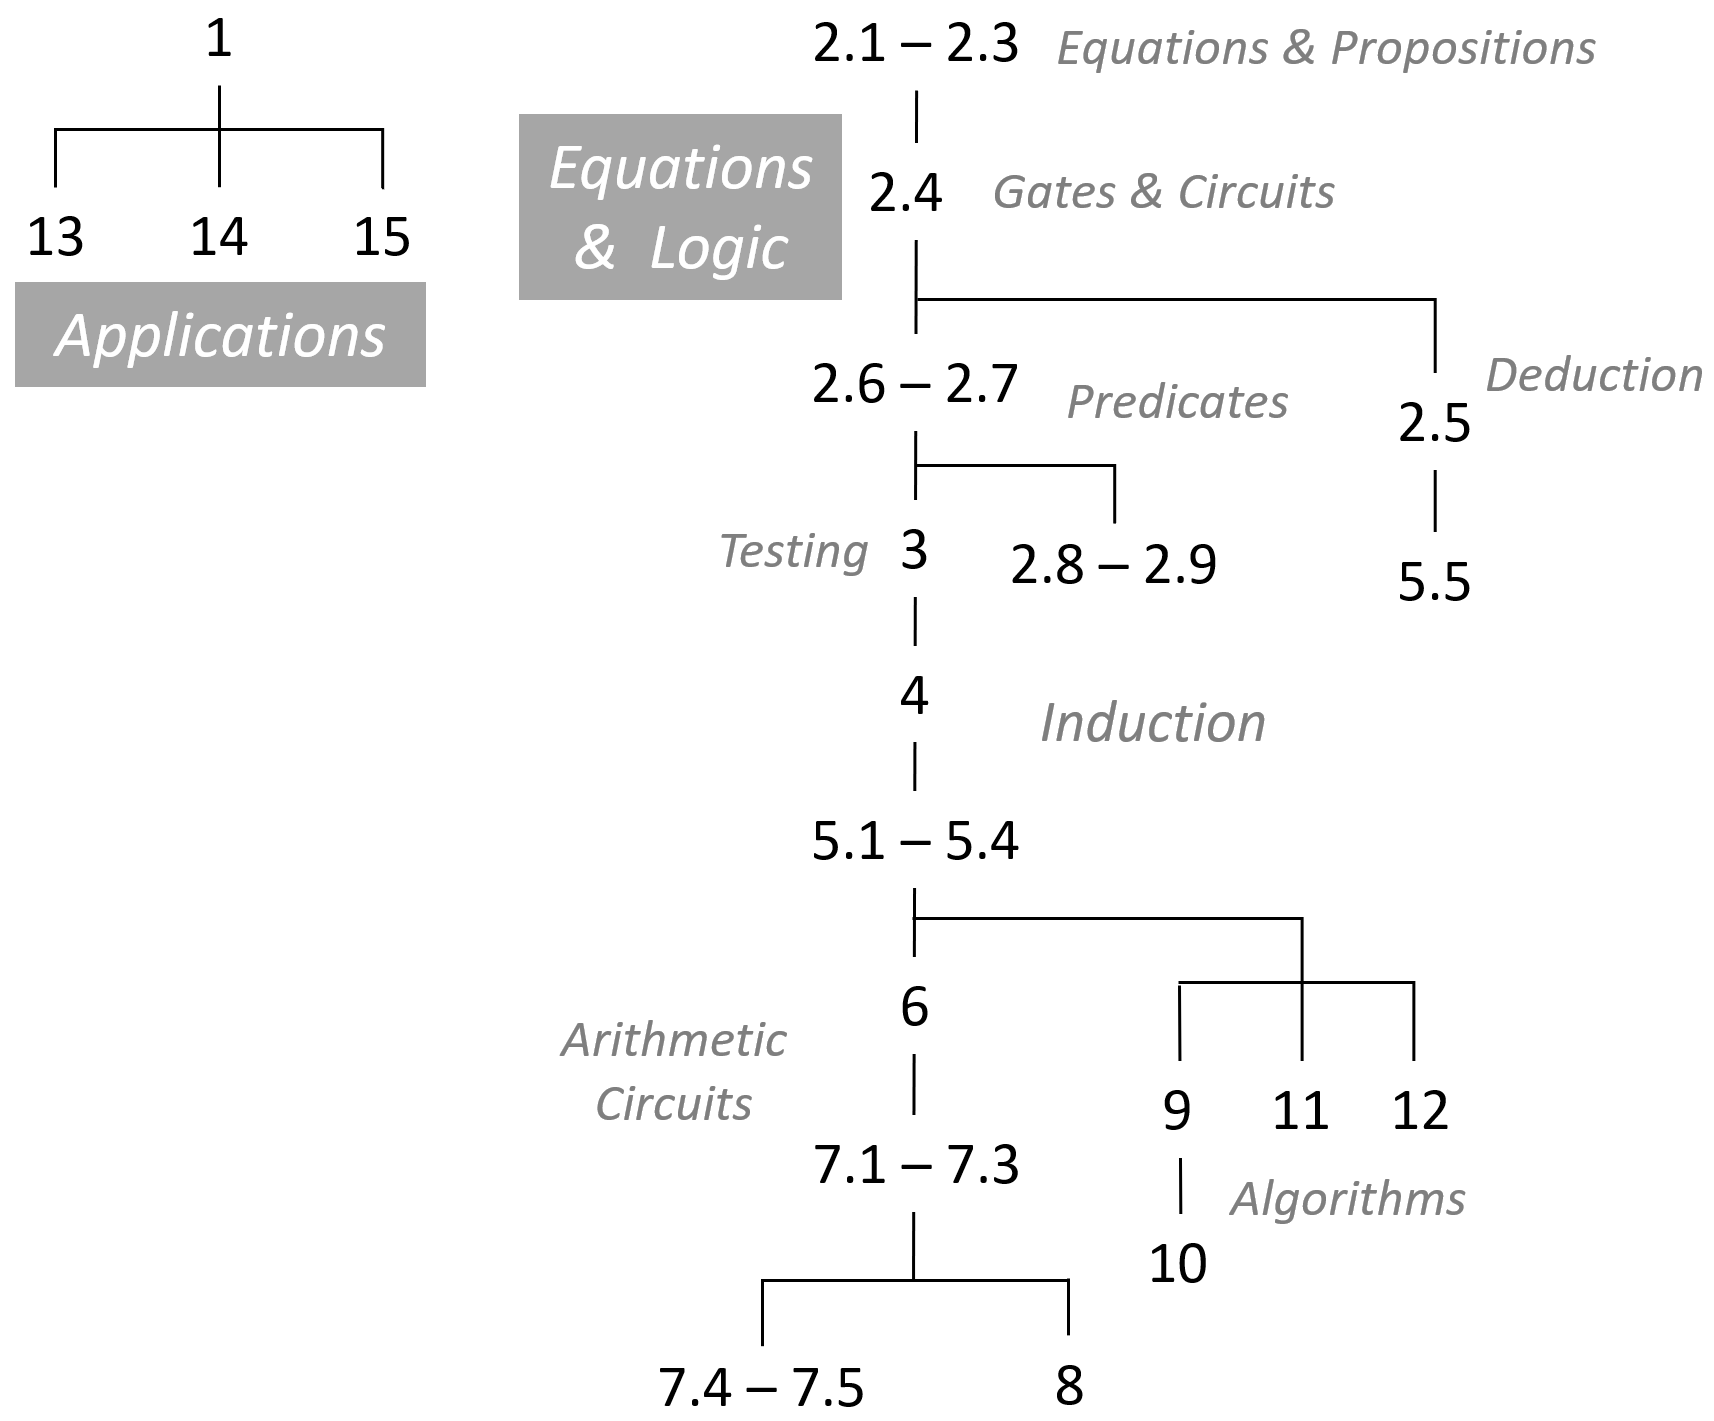 1
13 14 15
Applications
2.1 – 2.3 Equations & Propositions
Equations
& Logic
2.4 Gates & Circuits
2.6 – 2.7 Predicates
Deduction
2.5
Testing 3
2.8 – 2.9
5.5
4
Induction
5.1 – 5.4
6
Arithmetic
Circuits
9 11 12
7.1 – 7.3
Algorithms
10
7.4 – 7.5
8